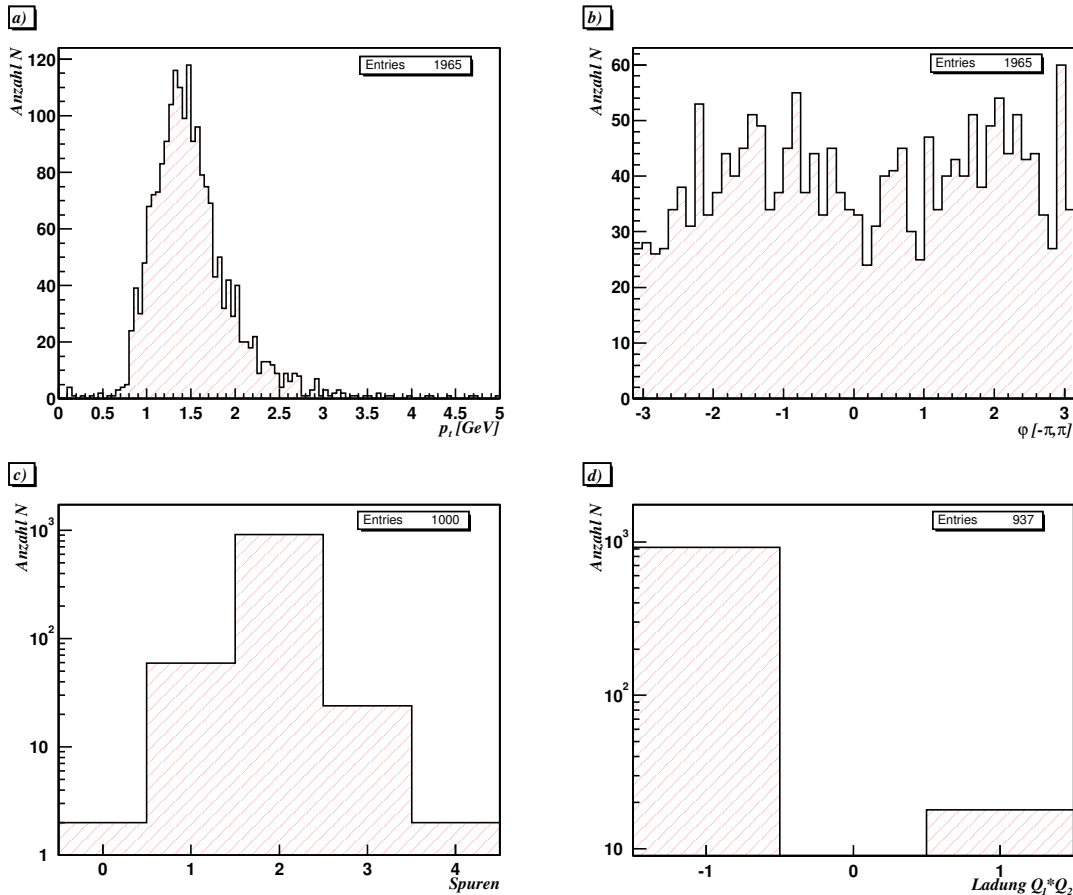 a)
Anzahl N
Entries 1965
120
100
80
60
40
20
0
0 0.5 1 1.5 2 2.5 3 3.5 4 4.5 5
p_t [GeV]
b)
Anzahl N
Entries 1965
60
50
40
30
20
10
0
-3 -2 -1 0 1 2 3
φ [-π,π]
c)
Anzahl N
Entries 1000
10³
10²
10
1
0 1 2 3 4
Spuren
d)
Anzahl N
Entries 937
10³
10²
10
-1 0 1
Ladung Q₁*Q₂